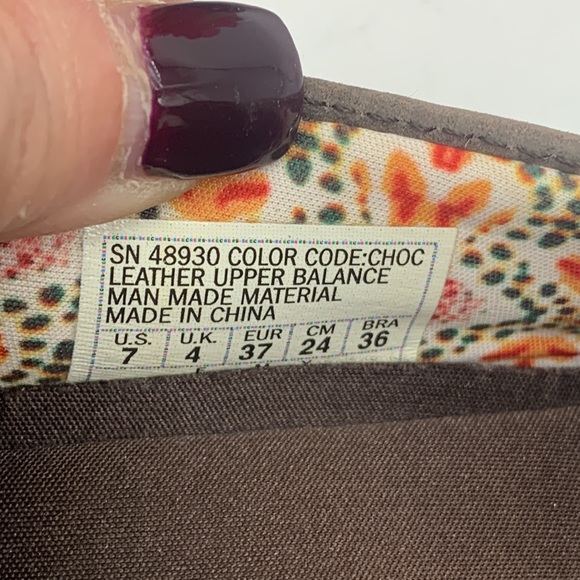 SN 48930 COLOR CODE:CHOC
LEATHER UPPER BALANCE
MAN MADE MATERIAL
MADE IN CHINA
U.S. U.K. EUR CM BRA
7 4 37 24 36